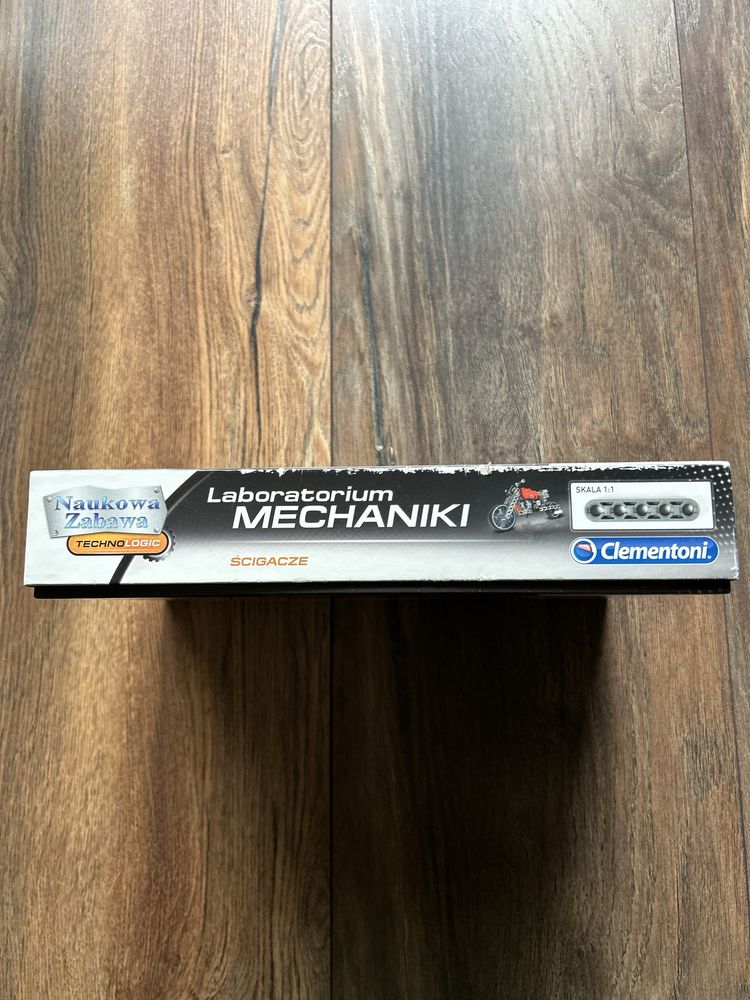 Naukowa
Zabawa
TECHNOLOGIC
Laboratorium
MECHANIKI
ŚCIGACZE
SKALA 1:1
Clementoni.